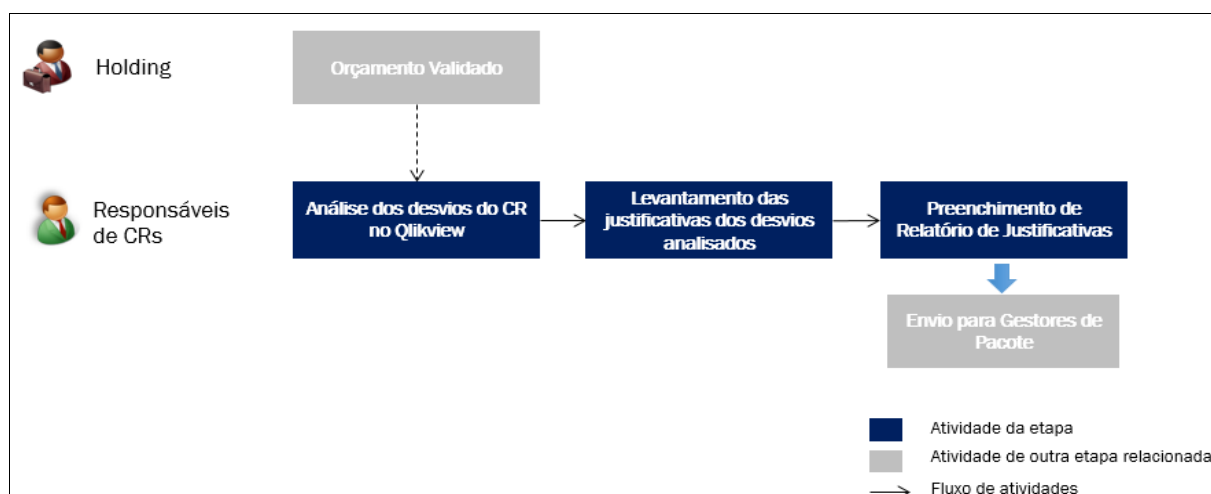 Holding
Orçamento Validado
Responsáveis
de CRs
Análise dos desvios do CR
no Qlikview
Levantamento das
justificativas dos desvios
analisados
Preenchimento de
Relatório de Justificativas
Envio para Gestores de
Pacote
Atividade da etapa
Atividade de outra etapa relacionada
Fluxo de atividades